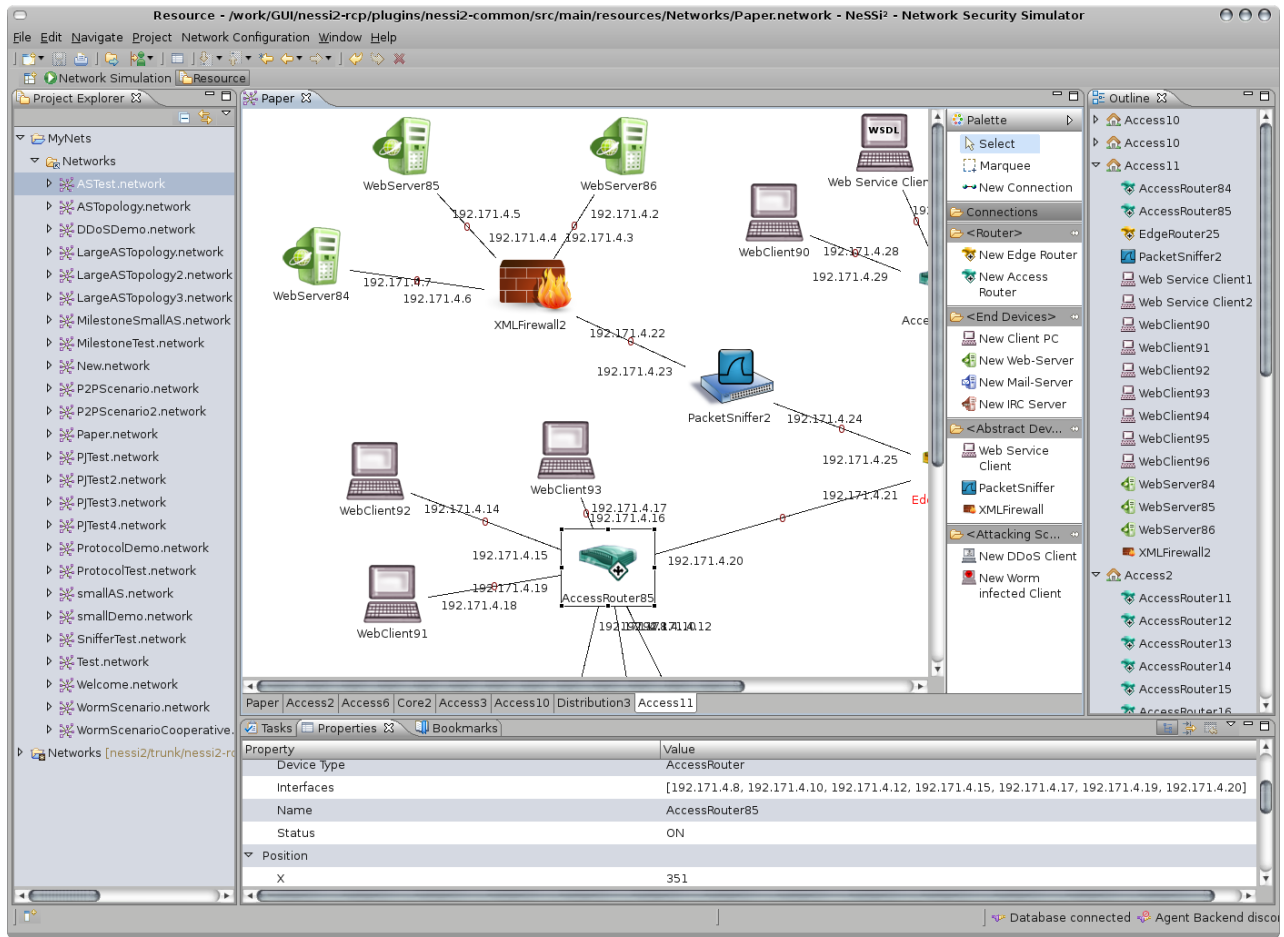 Resource - /work/GUI/nessi2-rcp/plugins/nessi2-common/src/main/resources/Networks/Paper.network - NeSSi² - Network Security Simulator
File Edit Navigate Project Network Configuration Window Help
Network Simulation Resource
Project Explorer
MyNets
Networks
ASTest.network
ASTopology.network
DDoSDemo.network
LargeASTopology.network
LargeASTopology2.network
LargeASTopology3.network
MilestoneSmallAS.network
MilestoneTest.network
New.network
P2PScenario.network
P2PScenario2.network
Paper.network
PJTest.network
PJTest2.network
PJTest3.network
PJTest4.network
ProtocolDemo.network
ProtocolTest.network
smallAS.network
smallDemo.network
SnifferTest.network
Test.network
Welcome.network
WormScenario.network
WormScenarioCooperative.
Networks [nessi2/trunk/nessi2-rc
Paper
WebServer85
WebServer86
WSDL
Web Service Clien
192.171.4.5
192.171.4.2
192.171.4.4
192.171.4.3
WebClient90
192.171.4.28
192.171.4.29
WebServer84
192.171.4.7
192.171.4.6
XMLFirewall2
Acce
192.171.4.22
192.171.4.23
PacketSniffer2
192.171.4.24
192.171.4.25
192.171.4.21
WebClient93
WebClient92
192.171.4.14
192.171.4.17
192.171.4.16
192.171.4.15
192.171.4.20
192.171.4.19
192.171.4.18
AccessRouter85
WebClient91
Paper Access2 Access6 Core2 Access3 Access10 Distribution3 Access11
Palette
Select
Marquee
New Connection
Connections
<Router>
New Edge Router
New Access
Router
<End Devices>
New Client PC
New Web-Server
New Mail-Server
New IRC Server
<Abstract Dev...
Web Service
Client
PacketSniffer
XMLFirewall
<Attacking Sc...
New DDoS Client
New Worm
infected Client
Outline
Access10
Access10
Access11
AccessRouter84
AccessRouter85
EdgeRouter25
PacketSniffer2
Web Service Client1
Web Service Client2
WebClient90
WebClient91
WebClient92
WebClient93
WebClient94
WebClient95
WebClient96
WebServer84
WebServer85
WebServer86
XMLFirewall2
Access2
AccessRouter11
AccessRouter12
AccessRouter13
AccessRouter14
AccessRouter15
AccessRouter16
Tasks Properties Bookmarks
Property Value
Device Type AccessRouter
Interfaces [192.171.4.8, 192.171.4.10, 192.171.4.12, 192.171.4.15, 192.171.4.17, 192.171.4.19, 192.171.4.20]
Name AccessRouter85
Status ON
Position
X 351
Database connected Agent Backend disco